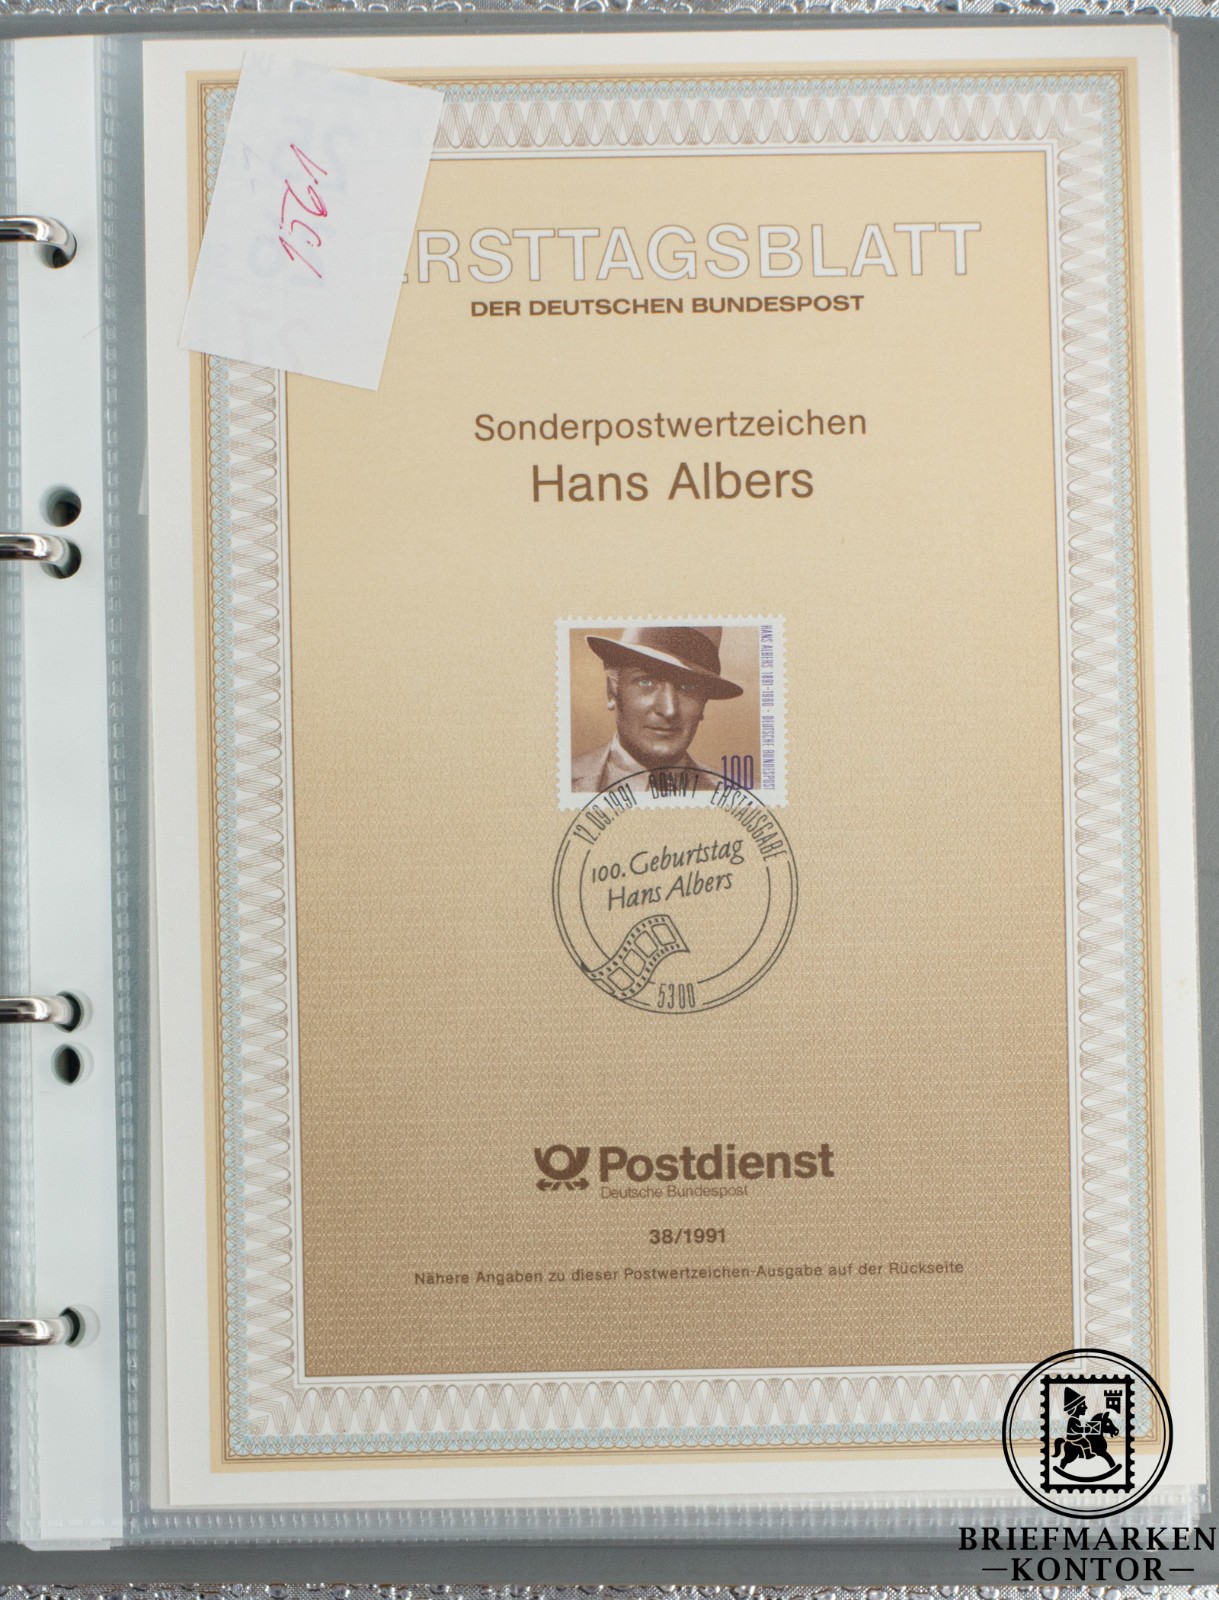 ERSTTAGSBLATT
DER DEUTSCHEN BUNDESPOST
Sonderpostwertzeichen
Hans Albers
HANS ALBERS 1891-1960 · DEUTSCHE BUNDESPOST
100
12.09.1991 BONN 1 ERSTAUSGABE
100. Geburtstag
Hans Albers
5300
Postdienst
Deutsche Bundespost
38/1991
Nähere Angaben zu dieser Postwertzeichen-Ausgabe auf der Rückseite
BRIEFMARKEN
KONTOR